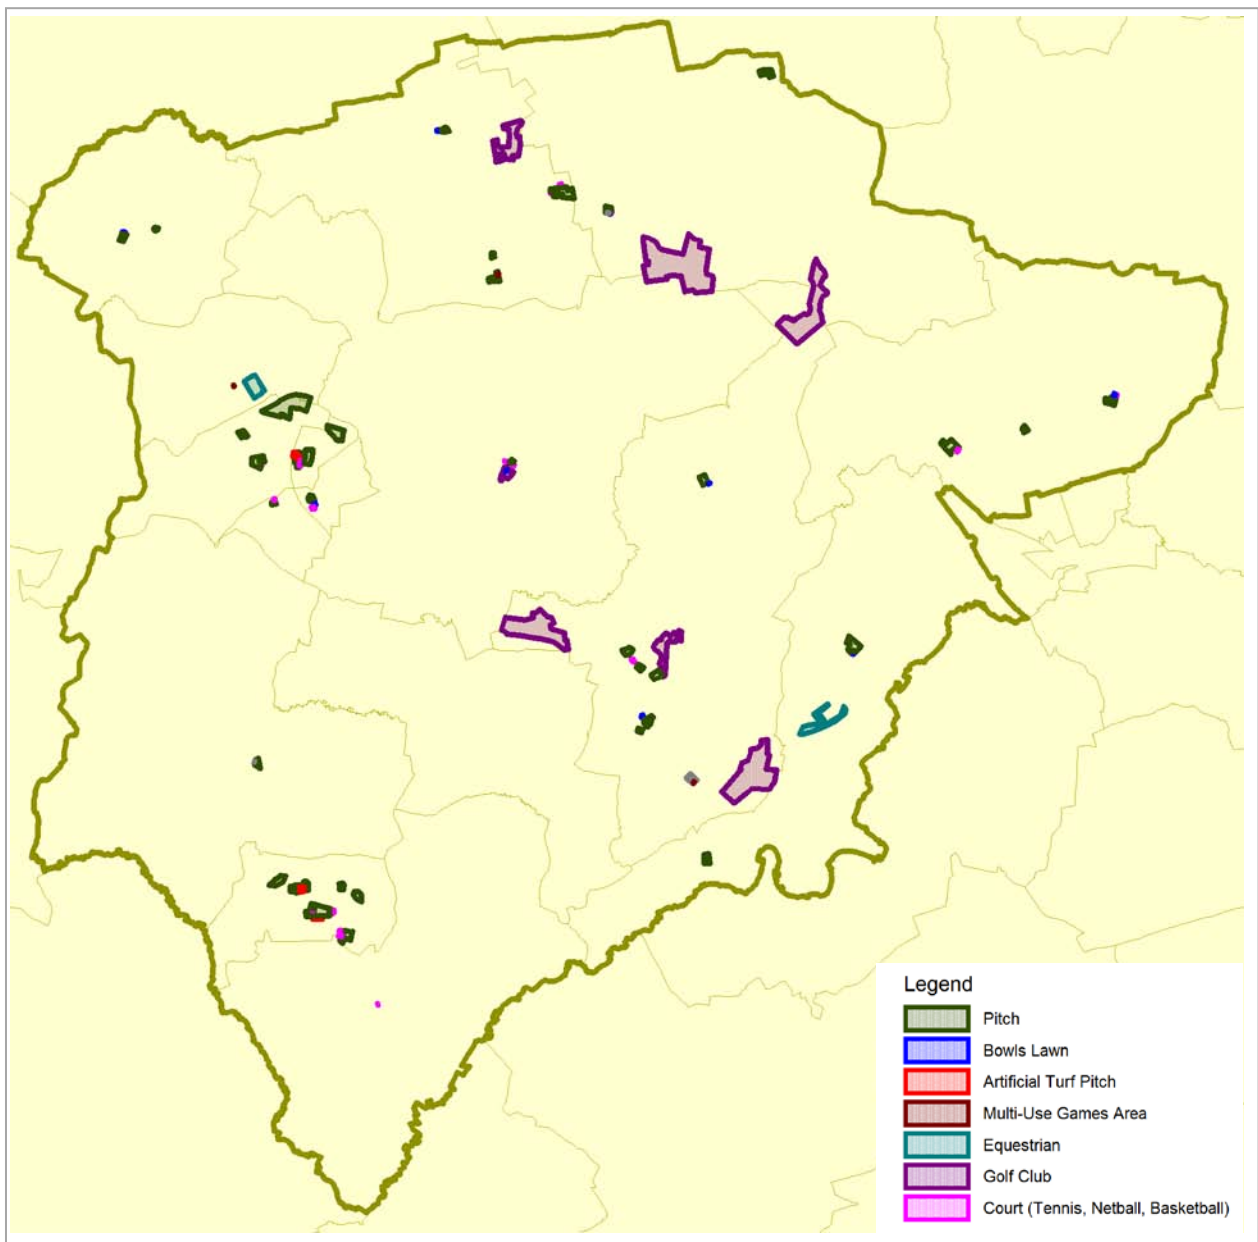 Legend
Pitch
Bowls Lawn
Artificial Turf Pitch
Multi-Use Games Area
Equestrian
Golf Club
Court (Tennis, Netball, Basketball)